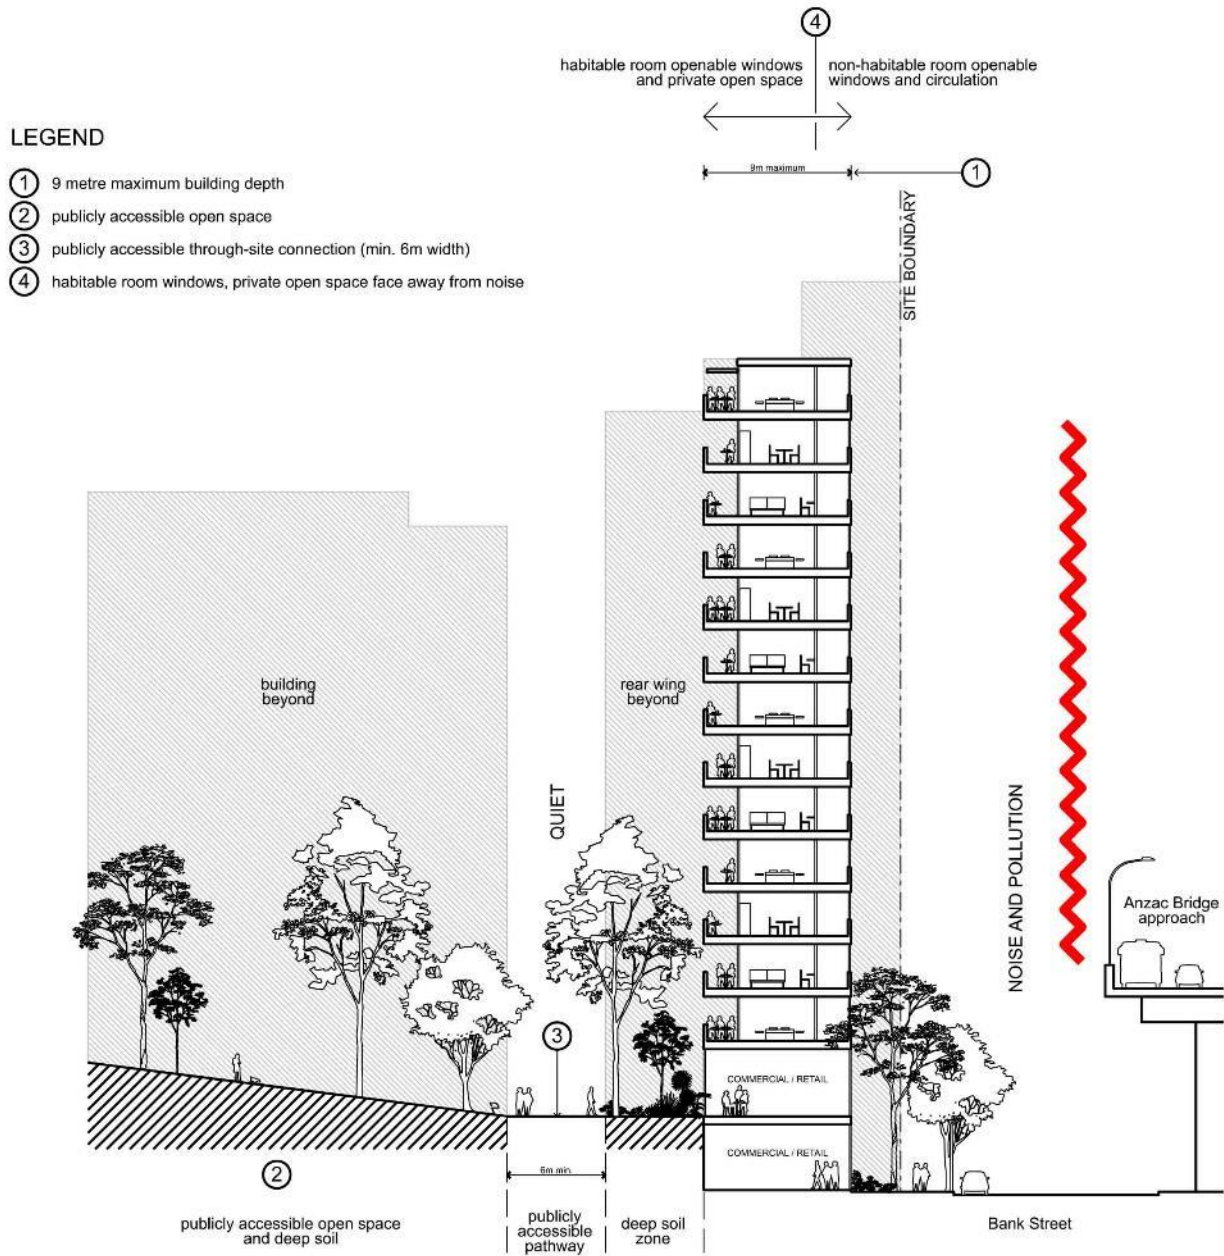 4
habitable room openable windows
and private open space
non-habitable room openable
windows and circulation
LEGEND
1 9 metre maximum building depth
2 publicly accessible open space
3 publicly accessible through-site connection (min. 6m width)
4 habitable room windows, private open space face away from noise
9m maximum
1
SITE BOUNDARY
building
beyond
rear wing
beyond
QUIET
NOISE AND POLLUTION
Anzac Bridge
approach
3
COMMERCIAL / RETAIL
COMMERCIAL / RETAIL
2
6m min.
publicly accessible open space
and deep soil
publicly
accessible
pathway
deep soil
zone
Bank Street